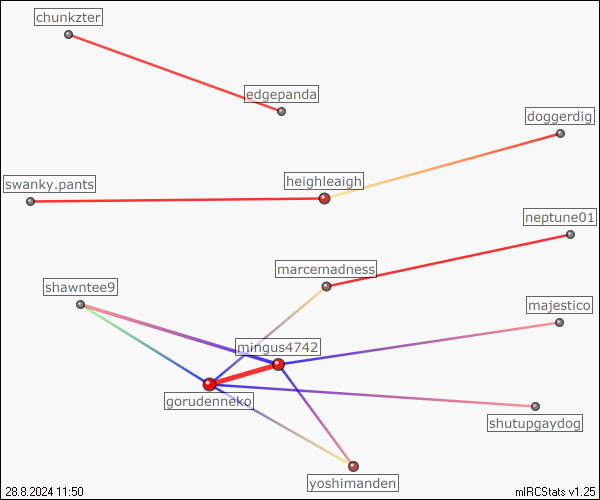 chunkzter
edgepanda
doggerdig
swanky.pants
heighleaigh
neptune01
marcemadness
shawntee9
majestico
mingus4742
gorudenneko
shutupgaydog
yoshimanden
28.8.2024 11:50
mIRCStats v1.25